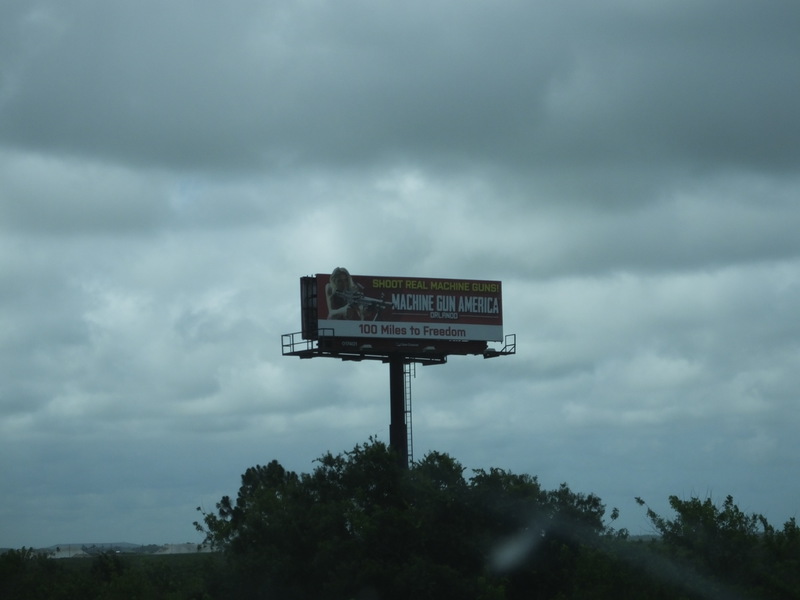 SHOOT REAL MACHINE GUNS!
MACHINE GUN AMERICA
ORLANDO
100 Miles to Freedom